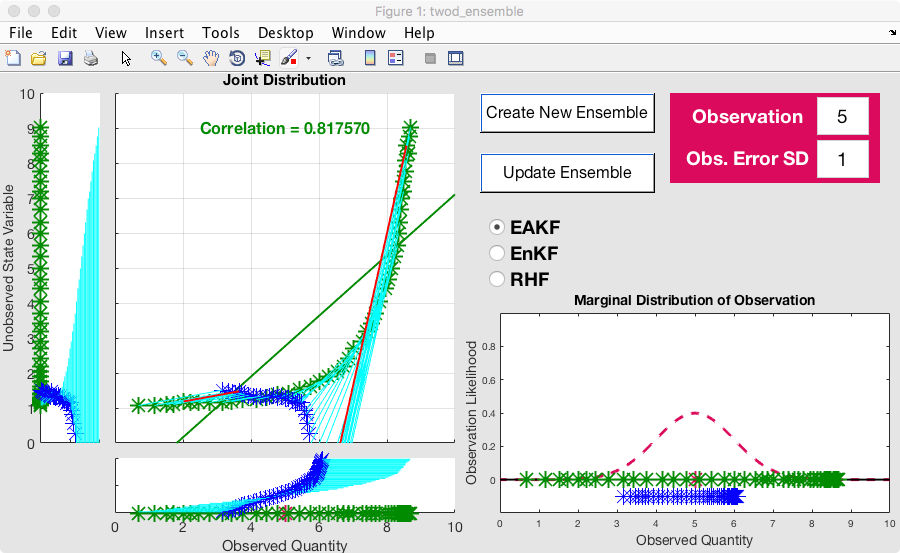 Figure 1: twod_ensemble
File Edit View Insert Tools Desktop Window Help
Joint Distribution
Correlation = 0.817570
Unobserved State Variable
10
9
8
7
6
5
4
3
2
1
0
0 2 4 6 8 10
Observed Quantity
Create New Ensemble
Update Ensemble
Observation 5
Obs. Error SD 1
EAKF
EnKF
RHF
Marginal Distribution of Observation
Observation Likelihood
0.8
0.6
0.4
0.2
0
0 1 2 3 4 5 6 7 8 9 10
Observed Quantity